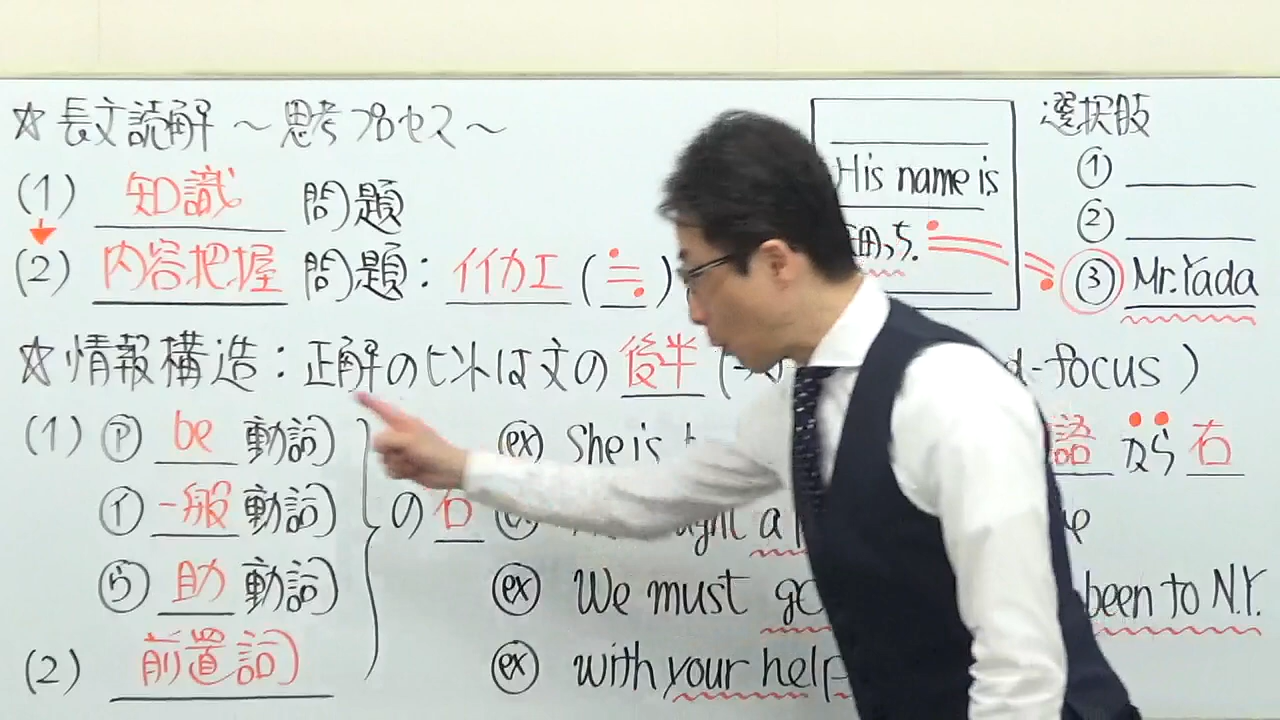 ☆長文読解 ～思考プロセス～
(1) 知識 問題
(2) 内容把握 問題：イイカエ (≒)
His name is
選択肢
①
②
③ Mr. Yada
☆情報構造：正解のヒントは文の後半 (
d-focus)
(1) ㋐ be 動詞
㋑ 一般動詞
㋒ 助動詞
の右
(2) 前置詞
ex She is
語 から 右
a
ex We must go
been to N.Y.
ex with your help